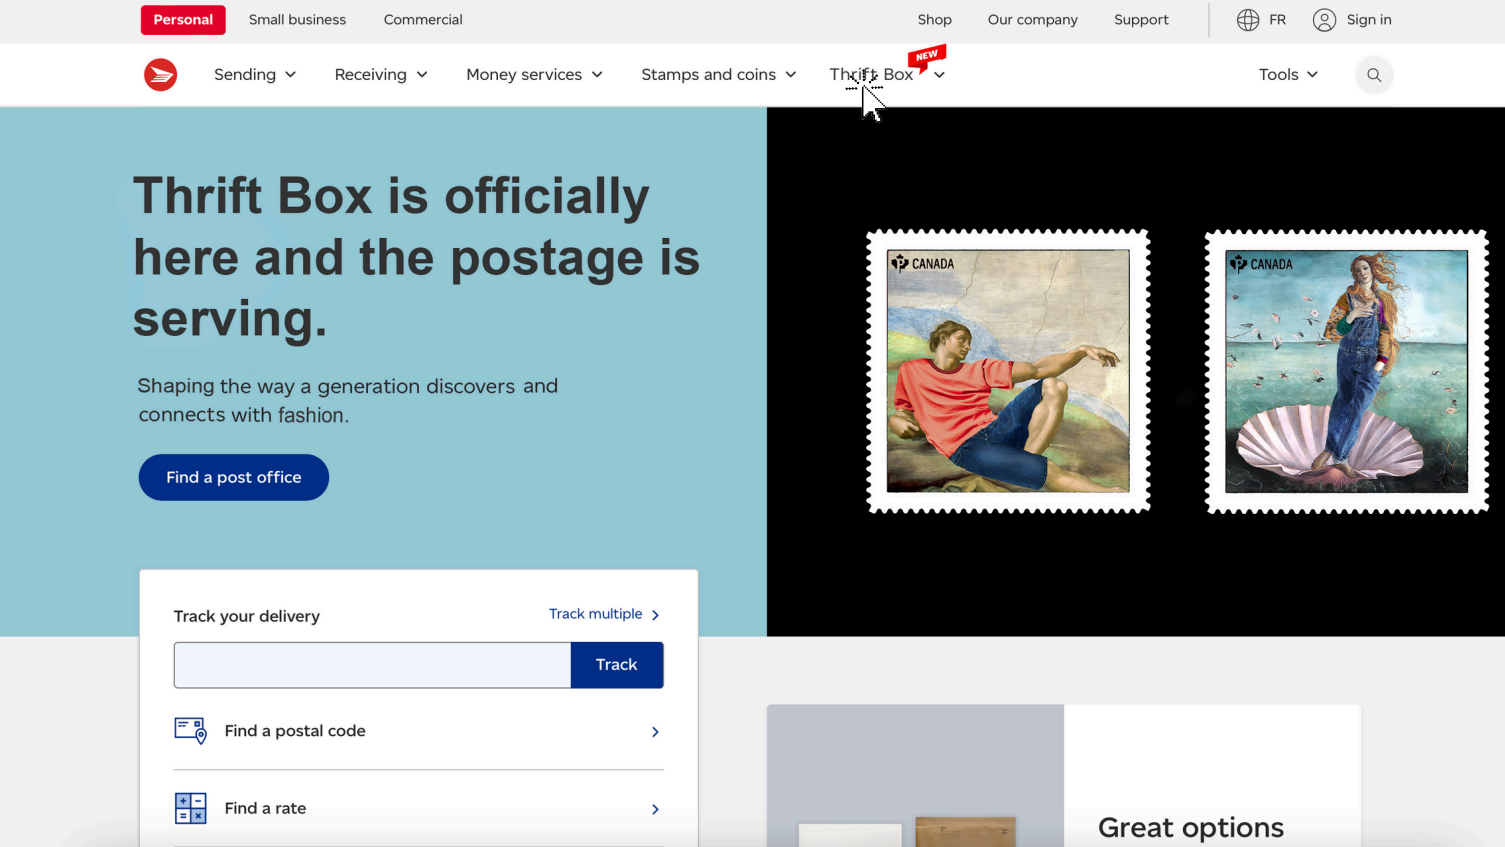 Personal
Small business
Commercial
Shop
Our company
Support
FR
Sign in
Sending
Receiving
Money services
Stamps and coins
Thrift Box
NEW
Tools
Thrift Box is officially
here and the postage is
serving.
Shaping the way a generation discovers and
connects with fashion.
Find a post office
P CANADA
P CANADA
Track your delivery
Track multiple
Track
Find a postal code
Find a rate
Great options